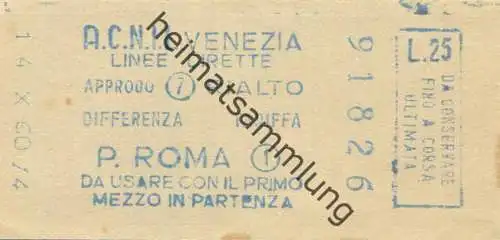 A.C.N.I. VENEZIA
LINEE DIRETTE
APPRODO 7 RIALTO
DIFFERENZA TARIFFA
P. ROMA 1
DA USARE CON IL PRIMO
MEZZO IN PARTENZA
14 X 60/4
91826
L.25
DA CONSERVARE
FINO A CORSA
ULTIMATA
heimatsammlung